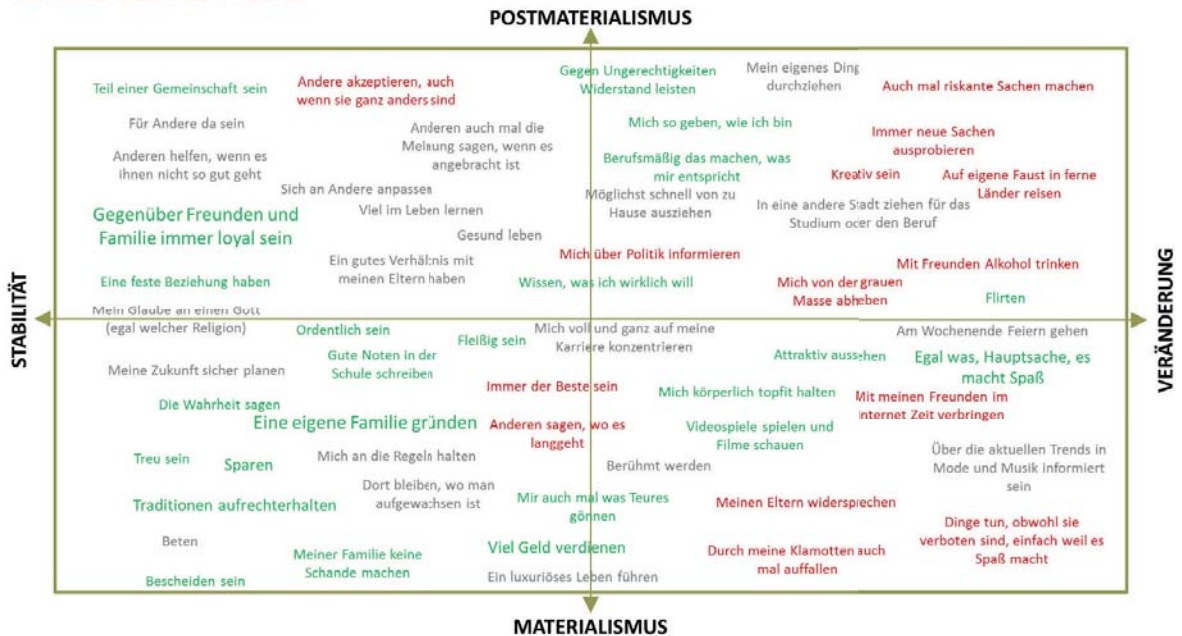 POSTMATERIALISMUS
Teil einer Gemeinschaft sein
Andere akzeptieren, auch
wenn sie ganz anders sind
Gegen Ungerechtigkeiten
Widerstand leisten
Mein eigenes Ding
durchziehen
Auch mal riskante Sachen machen
Für Andere da sein
Anderen auch mal die
Meinung sagen, wenn es
angebracht ist
Mich so geben, wie ich bin
Immer neue Sachen
ausprobieren
Anderen helfen, wenn es
ihnen nicht so gut geht
Berufsmäßig das machen, was
mir entspricht
Kreativ sein
Auf eigene Faust in ferne
Länder reisen
Sich an Andere anpassen
Möglichst schnell von zu
Hause ausziehen
Viel im Leben lernen
In eine andere Stadt ziehen für das
Studium oder den Beruf
Gegenüber Freunden und
Familie immer loyal sein
Gesund leben
Ein gutes Verhältnis mit
meinen Eltern haben
Mich über Politik informieren
Mit Freunden Alkohol trinken
Eine feste Beziehung haben
Wissen, was ich wirklich will
Mich von der grauen
Masse abheben
Flirten
STABILITÄT
VERÄNDERUNG
Mein Glaube an einen Gott
(egal welcher Religion)
Ordentlich sein
Fleißig sein
Mich voll und ganz auf meine
Karriere konzentrieren
Am Wochenende Feiern gehen
Gute Noten in der
Schule schreiben
Attraktiv aussehen
Egal was, Hauptsache, es
macht Spaß
Meine Zukunft sicher planen
Immer der Beste sein
Mich körperlich topfit halten
Mit meinen Freunden im
Internet Zeit verbringen
Die Wahrheit sagen
Eine eigene Familie gründen
Anderen sagen, wo es
langgeht
Videospiele spielen und
Filme schauen
Treu sein
Sparen
Mich an die Regeln halten
Berühmt werden
Über die aktuellen Trends in
Mode und Musik informiert
sein
Traditionen aufrechterhalten
Dort bleiben, wo man
aufgewachsen ist
Mir auch mal was Teures
gönnen
Meinen Eltern widersprechen
Dinge tun, obwohl sie
verboten sind, einfach weil es
Spaß macht
Beten
Meiner Familie keine
Schande machen
Viel Geld verdienen
Durch meine Klamotten auch
mal auffallen
Bescheiden sein
Ein luxuriöses Leben führen
MATERIALISMUS